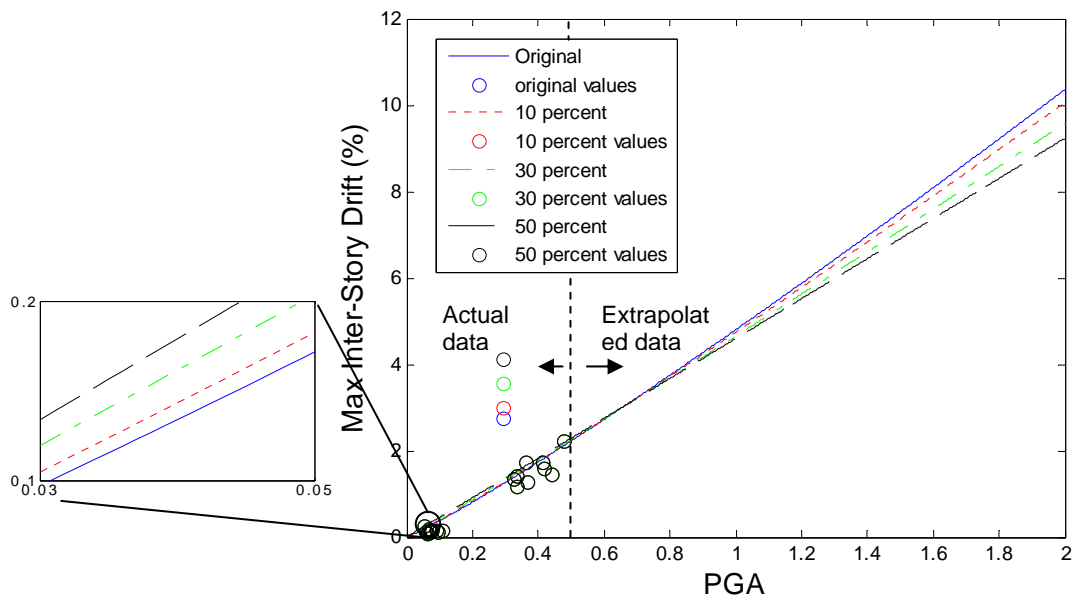 12
10
8
6
4
2
0
Max Inter-Story Drift (%)
Original
original values
10 percent
10 percent values
30 percent
30 percent values
50 percent
50 percent values
Actual
data
Extrapolat
ed data
0.2
0.1
0.03
0.05
0 0.2 0.4 0.6 0.8 1 1.2 1.4 1.6 1.8 2
PGA